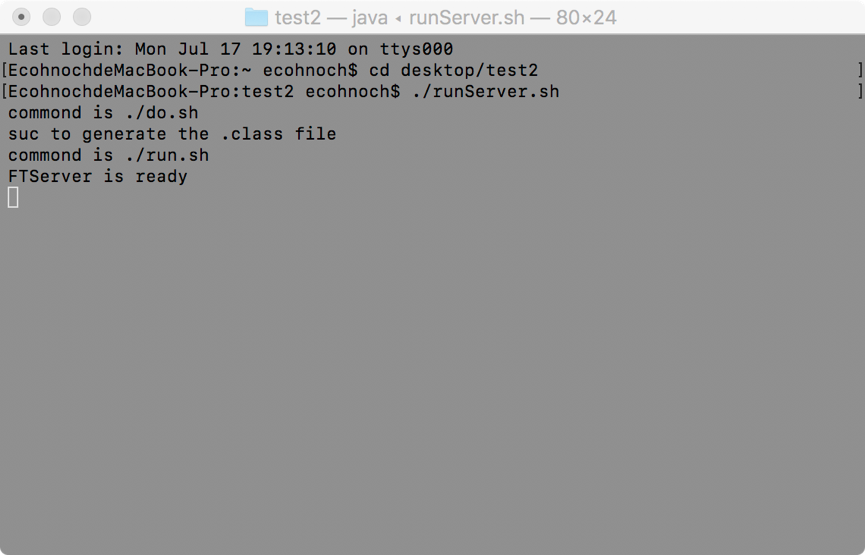 test2 — java ◂ runServer.sh — 80×24
Last login: Mon Jul 17 19:13:10 on ttys000
[EcohnochdeMacBook-Pro:~ ecohnoch$ cd desktop/test2 ]
[EcohnochdeMacBook-Pro:test2 ecohnoch$ ./runServer.sh ]
commond is ./do.sh
suc to generate the .class file
commond is ./run.sh
FTServer is ready